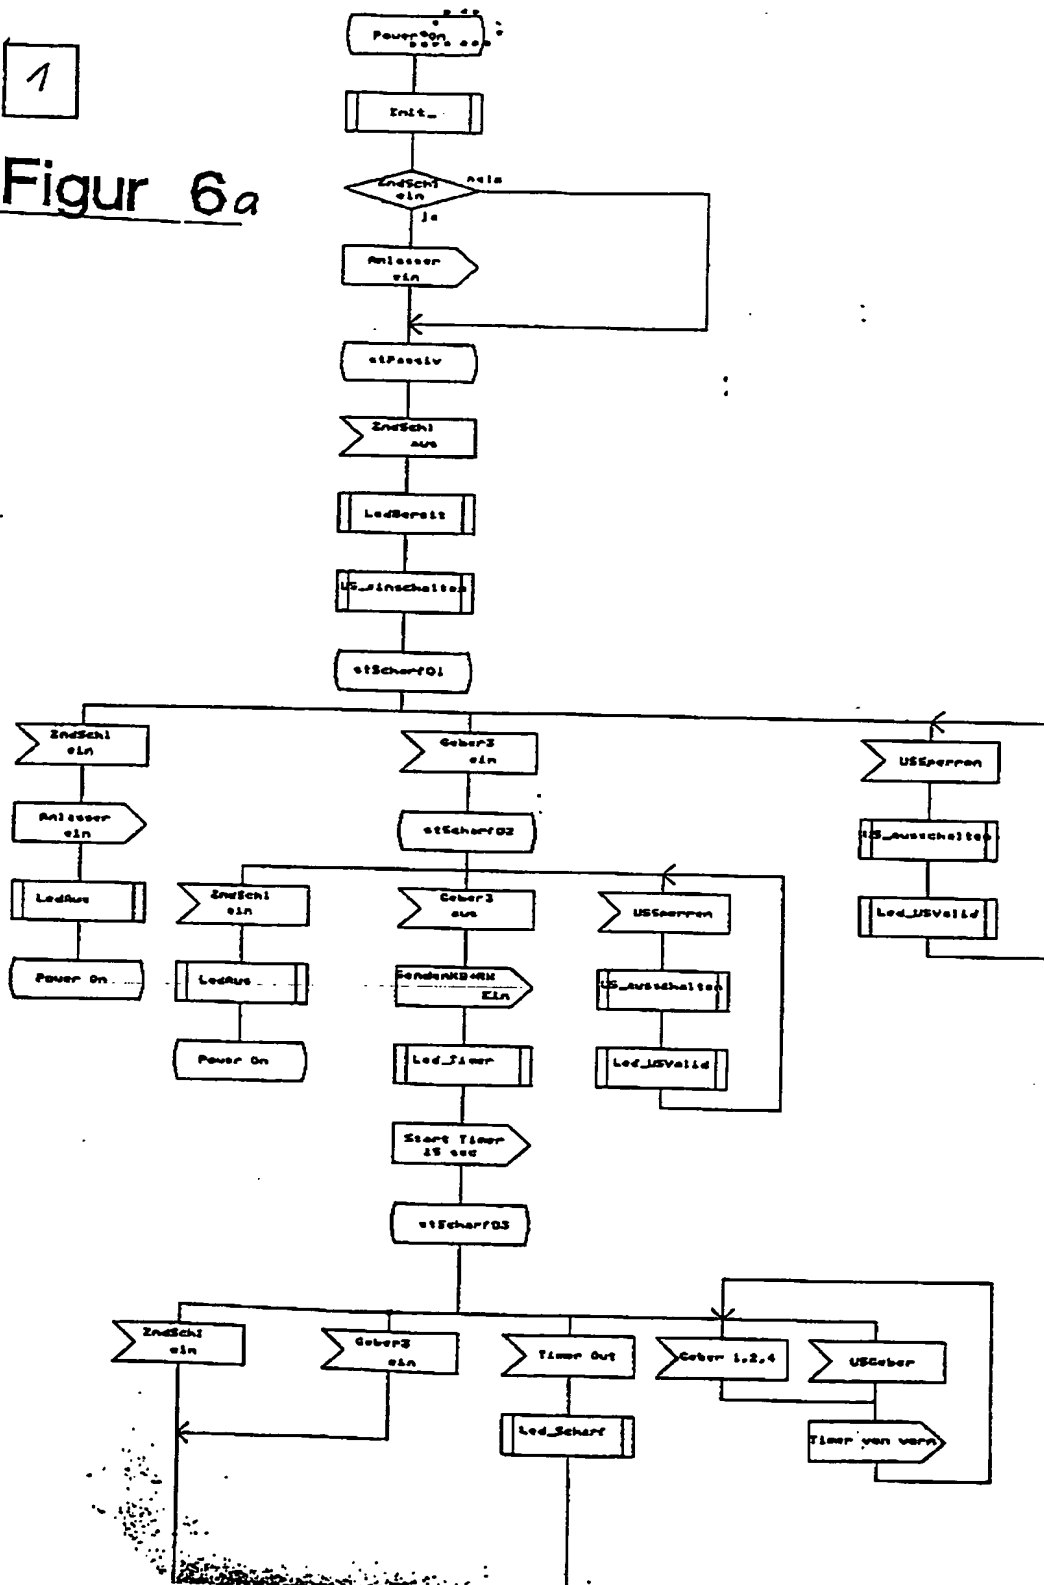 1
Figur 6a
Power On
Init_
ZndSchl
ein
nein
ja
Anlasser
ein
stPassiv
ZndSchl
aus
LedBereit
US_einschalten
stScharf01
ZndSchl
ein
Geber3
ein
USSperren
Anlasser
ein
stScharf02
US_ausschalten
LedAus
ZndSchl
ein
Geber3
aus
USSperren
Led_USValid
Power On
LedAus
SendenKB+RK
Ein
US_ausschalten
Power On
Led_Timer
Led_USValid
Start Timer
15 sec
stScharf03
ZndSchl
ein
Geber3
ein
Timer Out
Geber 1,2,4
USGeber
Led_Scharf
Timer von vorn